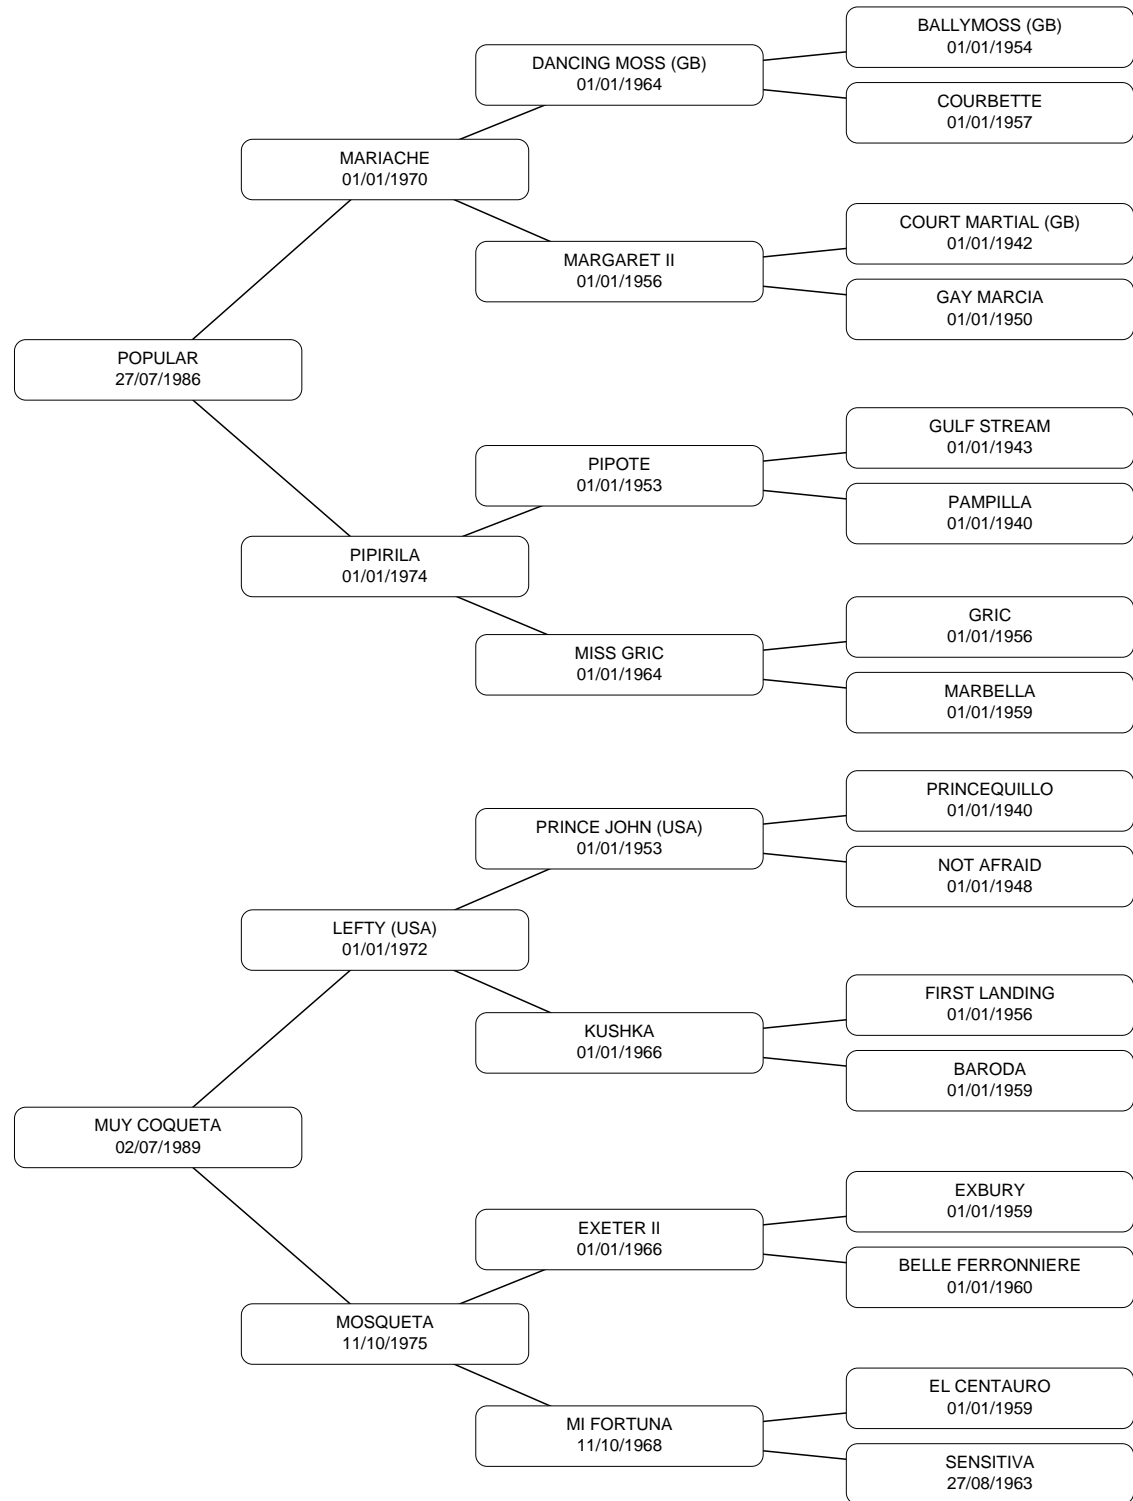 BALLYMOSS (GB)
01/01/1954
DANCING MOSS (GB)
01/01/1964
COURBETTE
01/01/1957
MARIACHE
01/01/1970
COURT MARTIAL (GB)
01/01/1942
MARGARET II
01/01/1956
GAY MARCIA
01/01/1950
POPULAR
27/07/1986
GULF STREAM
01/01/1943
PIPOTE
01/01/1953
PAMPILLA
01/01/1940
PIPIRILA
01/01/1974
GRIC
01/01/1956
MISS GRIC
01/01/1964
MARBELLA
01/01/1959
PRINCEQUILLO
01/01/1940
PRINCE JOHN (USA)
01/01/1953
NOT AFRAID
01/01/1948
LEFTY (USA)
01/01/1972
FIRST LANDING
01/01/1956
KUSHKA
01/01/1966
BARODA
01/01/1959
MUY COQUETA
02/07/1989
EXBURY
01/01/1959
EXETER II
01/01/1966
BELLE FERRONNIERE
01/01/1960
MOSQUETA
11/10/1975
EL CENTAURO
01/01/1959
MI FORTUNA
11/10/1968
SENSITIVA
27/08/1963